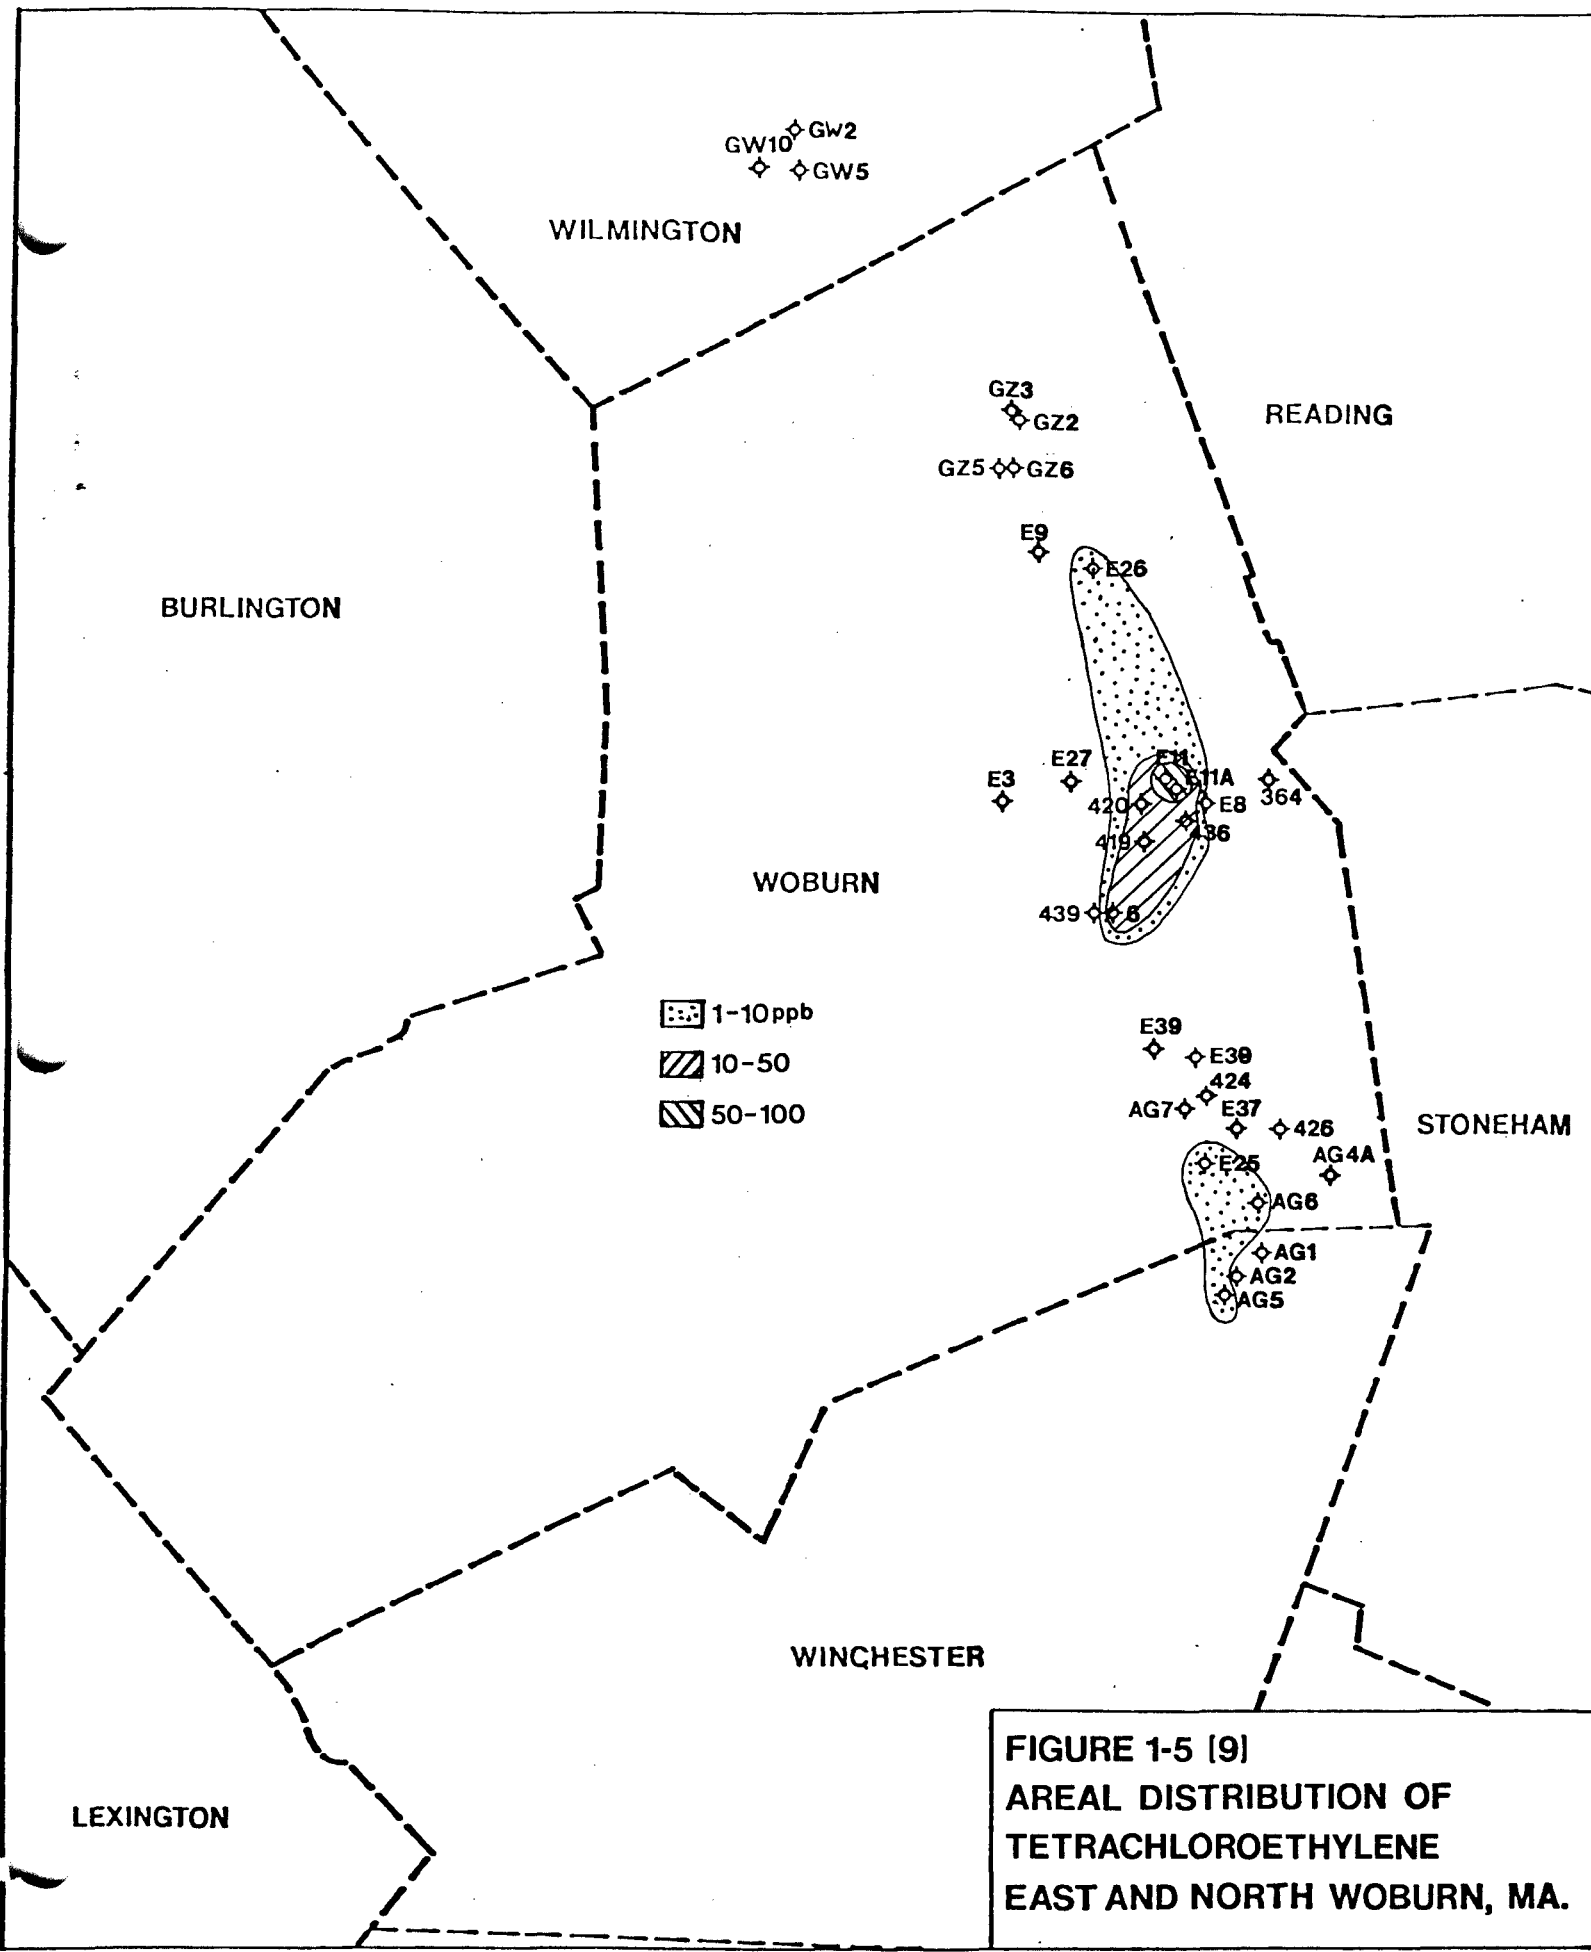 GW2
GW10
GW5
WILMINGTON
GZ3
GZ2
READING
GZ5 GZ6
E9
E26
BURLINGTON
E27
E11
E11A
E3
420
E8
364
436
419
WOBURN
439 6
1-10ppb
10-50
50-100
E39
424
AG7
E37
426
STONEHAM
AG4A
E25
AG6
AG1
AG2
AG5
WINCHESTER
LEXINGTON
FIGURE 1-5 [9]
AREAL DISTRIBUTION OF
TETRACHLOROETHYLENE
EAST AND NORTH WOBURN, MA.